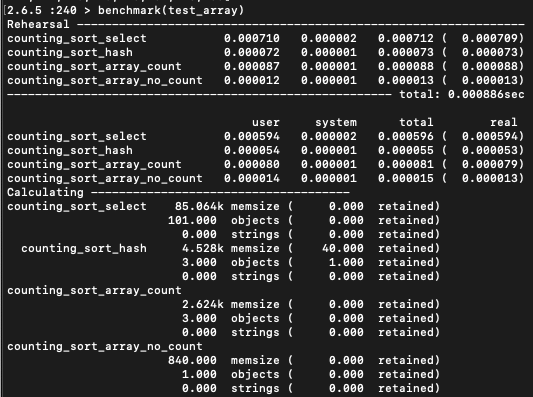 [2.6.5 :240 > benchmark(test_array)
Rehearsal ----------------------------------------------------------------
counting_sort_select           0.000710   0.000002   0.000712 (  0.000709)
counting_sort_hash             0.000072   0.000001   0.000073 (  0.000073)
counting_sort_array_count      0.000087   0.000001   0.000088 (  0.000088)
counting_sort_array_no_count   0.000012   0.000001   0.000013 (  0.000013)
------------------------------------------------------- total: 0.000886sec
                                   user     system      total        real
counting_sort_select           0.000594   0.000002   0.000596 (  0.000594)
counting_sort_hash             0.000054   0.000001   0.000055 (  0.000053)
counting_sort_array_count      0.000080   0.000001   0.000081 (  0.000079)
counting_sort_array_no_count   0.000014   0.000001   0.000015 (  0.000013)
Calculating -------------------------------------
counting_sort_select    85.064k memsize (     0.000  retained)
                       101.000  objects (     0.000  retained)
                         0.000  strings (     0.000  retained)
  counting_sort_hash     4.528k memsize (    40.000  retained)
                         3.000  objects (     1.000  retained)
                         0.000  strings (     0.000  retained)
counting_sort_array_count
                         2.624k memsize (     0.000  retained)
                         3.000  objects (     0.000  retained)
                         0.000  strings (     0.000  retained)
counting_sort_array_no_count
                       840.000  memsize (     0.000  retained)
                         1.000  objects (     0.000  retained)
                         0.000  strings (     0.000  retained)